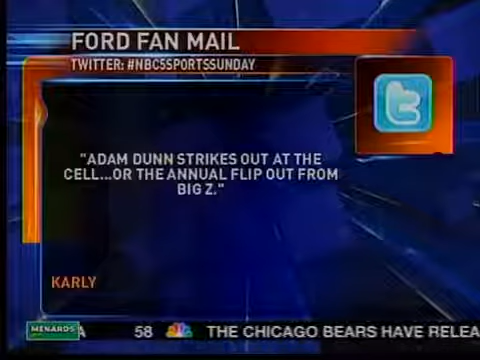 FORD FAN MAIL
TWITTER: #NBC5SPORTSSUNDAY
"ADAM DUNN STRIKES OUT AT THE
CELL...OR THE ANNUAL FLIP OUT FROM
BIG Z."
KARLY
MENARDS A 58 THE CHICAGO BEARS HAVE RELEA